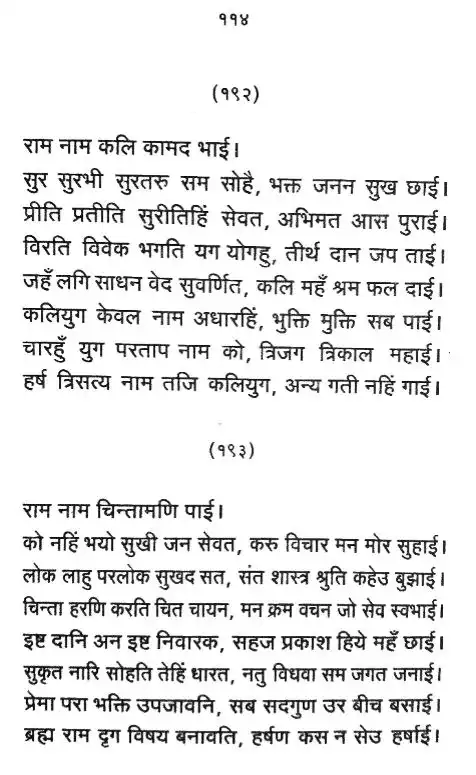 ११४
(१९२)
राम नाम कलि कामद भाई।
सुर सुरभी सुरतरु सम सोहै, भक्त जनन सुख छाई।
प्रीति प्रतीति सुरीतिहिं सेवत, अभिमत आस पुराई।
विरति विवेक भगति यग योगहु, तीर्थ दान जप ताई।
जहँ लगि साधन वेद सुवर्णित, कलि महँ श्रम फल दाई।
कलियुग केवल नाम अधारहिं, भुक्ति मुक्ति सब पाई।
चारहुँ युग परताप नाम को, त्रिजग त्रिकाल महाई।
हर्ष त्रिसत्य नाम तजि कलियुग, अन्य गती नहिं गाई।
(१९३)
राम नाम चिन्तामणि पाई।
को नहिं भयो सुखी जन सेवत, करु विचार मन मोर सुहाई।
लोक लाहु परलोक सुखद सत, संत शास्त्र श्रुति कहेउ बुझाई।
चिन्ता हरणि करति चित चायन, मन क्रम वचन जो सेव स्वभाई।
इष्ट दानि अन इष्ट निवारक, सहज प्रकाश हिये महँ छाई।
सुकृत नारि सोहति तेहिं धारत, नतु विधवा सम जगत जनाई।
प्रेमा परा भक्ति उपजावनि, सब सदगुण उर बीच बसाई।
ब्रह्म राम दृग विषय बनावति, हर्षण कस न सेउ हर्षाई।